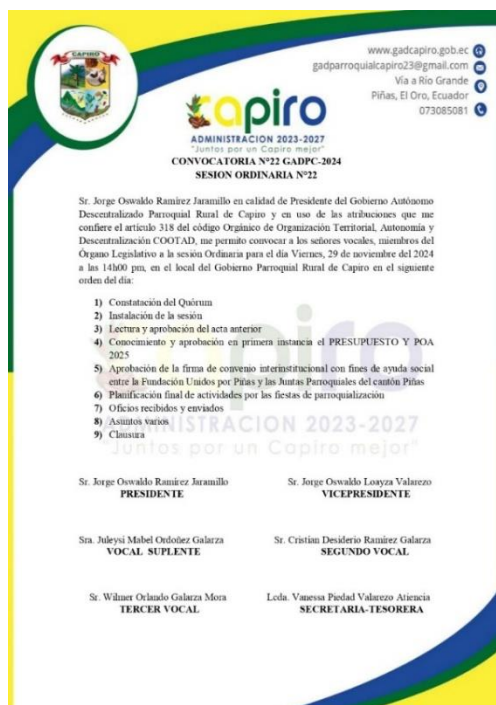 CAPIRO
www.gadcapiro.gob.ec
gadparroquialcapiro23@gmail.com
Vía a Río Grande
Piñas, El Oro, Ecuador
073085081
capiro
ADMINISTRACION 2023-2027
"Juntos por un Capiro mejor"
CONVOCATORIA N°22 GADPC-2024
SESION ORDINARIA N°22
Sr. Jorge Oswaldo Ramírez Jaramillo en calidad de Presidente del Gobierno Autónomo
Descentralizado Parroquial Rural de Capiro y en uso de las atribuciones que me
confiere el artículo 318 del código Orgánico de Organización Territorial, Autonomía y
Descentralización COOTAD, me permito convocar a los señores vocales, miembros del
Órgano Legislativo a la sesión Ordinaria para el día Viernes, 29 de noviembre del 2024
a las 14h00 pm, en el local del Gobierno Parroquial Rural de Capiro en el siguiente
orden del día:
1) Constatación del Quórum
2) Instalación de la sesión
3) Lectura y aprobación del acta anterior
4) Conocimiento y aprobación en primera instancia el PRESUPUESTO Y POA
2025
5) Aprobación de la firma de convenio interinstitucional con fines de ayuda social
entre la Fundación Unidos por Piñas y las Juntas Parroquiales del cantón Piñas
6) Planificación final de actividades por las fiestas de parroquialización
7) Oficios recibidos y enviados
8) Asuntos varios
9) Clausura
capiro
ADMINISTRACION 2023-2027
"Juntos por un Capiro mejor"
Sr. Jorge Oswaldo Ramírez Jaramillo
PRESIDENTE
Sr. Jorge Oswaldo Loayza Valarezo
VICEPRESIDENTE
Sra. Juleysi Mabel Ordoñez Galarza
VOCAL SUPLENTE
Sr. Cristian Desiderio Ramírez Galarza
SEGUNDO VOCAL
Sr. Wilmer Orlando Galarza Mora
TERCER VOCAL
Lcda. Vanessa Piedad Valarezo Atiencia
SECRETARIA-TESORERA